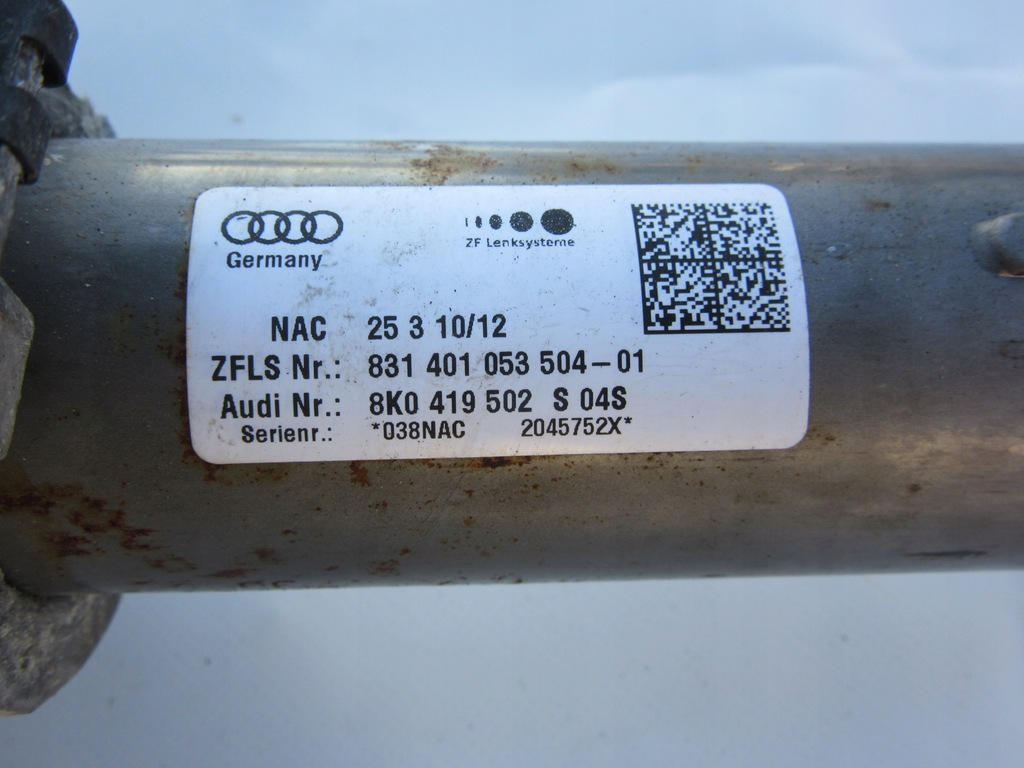 Germany
ZF Lenksysteme
NAC 25 3 10/12
ZFLS Nr.: 831 401 053 504-01
Audi Nr.: 8K0 419 502 S 04S
Serienr.: *038NAC 2045752X*